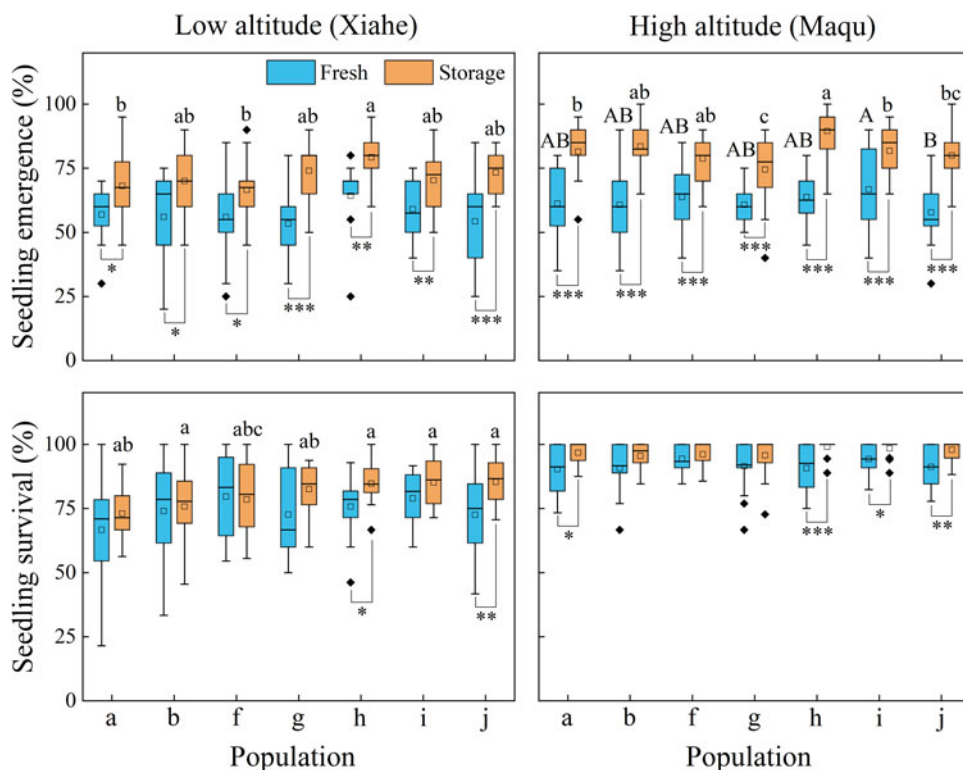 Low altitude (Xiahe)
High altitude (Maqu)
Seedling emergence (%)
100
75
50
25
0
Fresh
Storage
b
ab
b
ab
a
ab
ab
*
*
*
***
**
**
***
AB
b
AB
ab
AB
ab
AB
c
AB
a
A
b
B
bc
***
***
***
***
***
***
***
Seedling survival (%)
100
75
50
25
0
ab
a
abc
ab
a
a
a
*
**
*
***
*
**
a
b
f
g
h
i
j
a
b
f
g
h
i
j
Population
Population